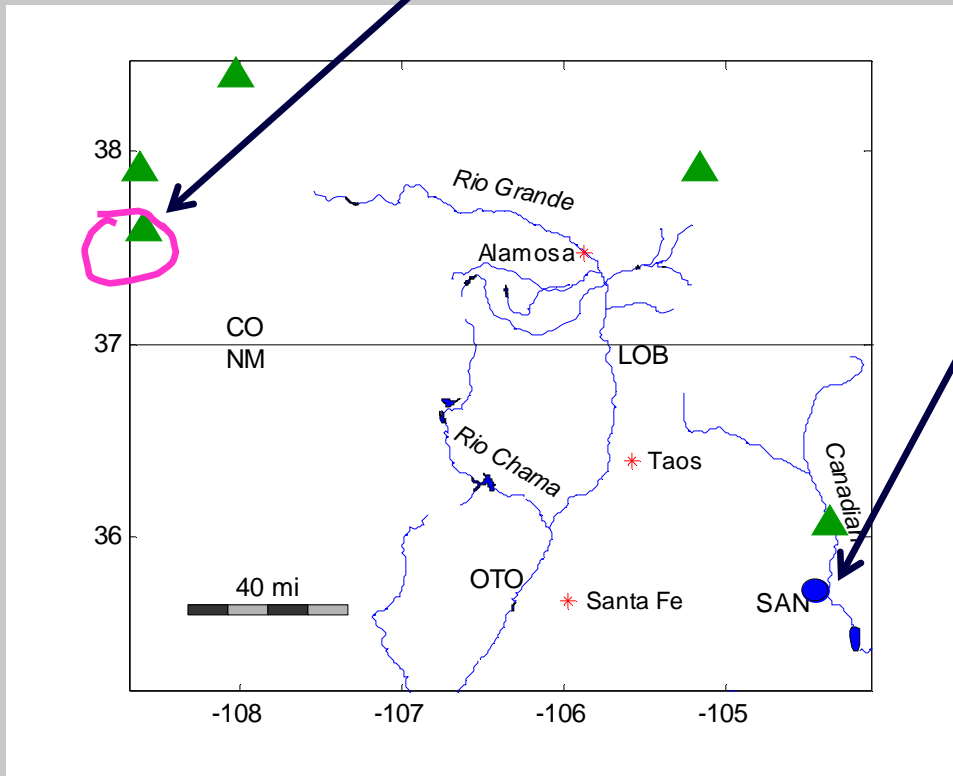 38
Rio Grande
Alamosa
CO
37
NM
LOB
Rio Chama
Taos
Canadian
36
OTO
40 mi
Santa Fe
SAN
-108
-107
-106
-105